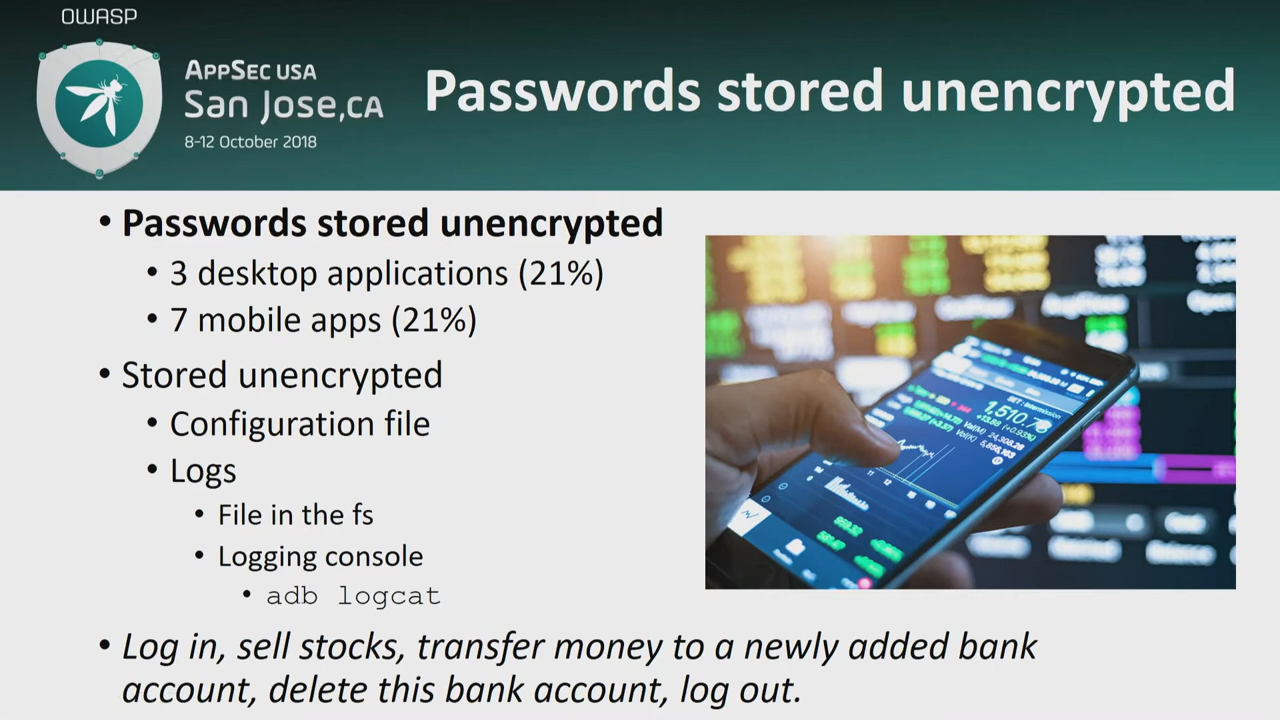 OWASP
APPSEC USA
San Jose, CA
8-12 October 2018
Passwords stored unencrypted
• Passwords stored unencrypted
• 3 desktop applications (21%)
• 7 mobile apps (21%)
• Stored unencrypted
• Configuration file
• Logs
• File in the fs
• Logging console
• adb logcat
• Log in, sell stocks, transfer money to a newly added bank
account, delete this bank account, log out.